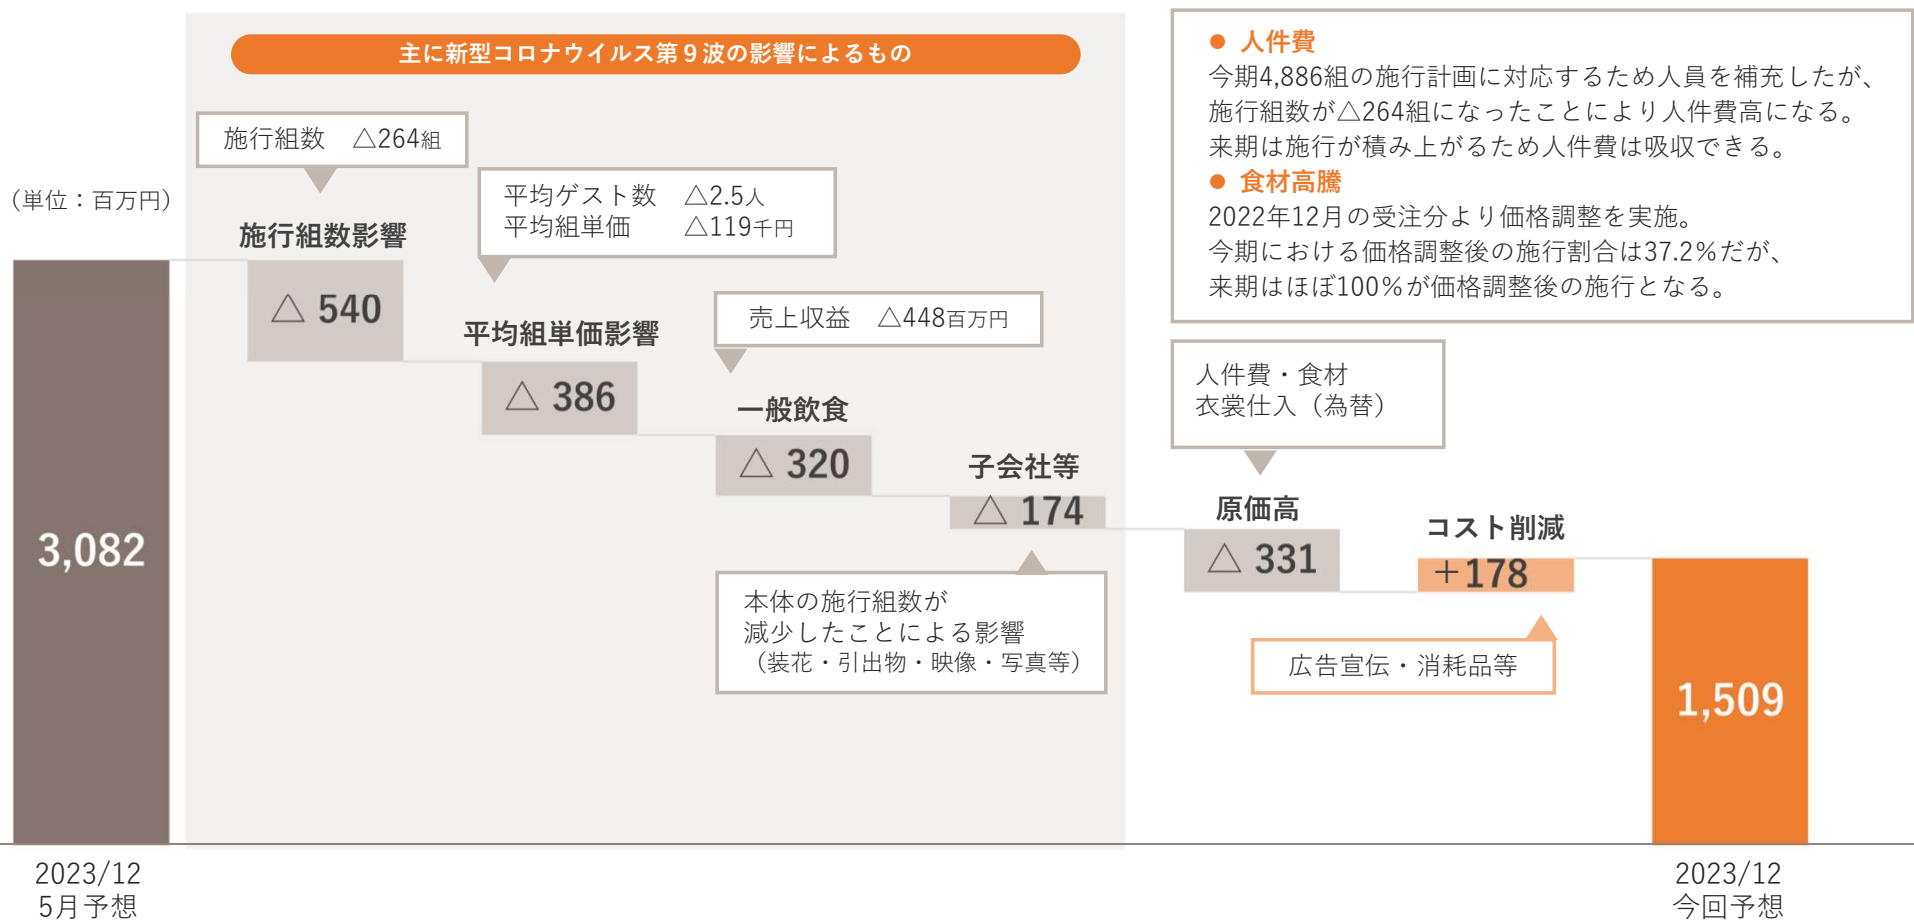 主に新型コロナウイルス第９波の影響によるもの
● 人件費
今期4,886組の施行計画に対応するため人員を補充したが、
施行組数が△264組になったことにより人件費高になる。
来期は施行が積み上がるため人件費は吸収できる。
● 食材高騰
2022年12月の受注分より価格調整を実施。
今期における価格調整後の施行割合は37.2％だが、
来期はほぼ100％が価格調整後の施行となる。
施行組数　△264組
（単位：百万円）
平均ゲスト数　△2.5人
平均組単価　　△119千円
施行組数影響
△ 540
売上収益　△448百万円
平均組単価影響
△ 386
人件費・食材
衣裳仕入（為替）
一般飲食
△ 320
子会社等
△ 174
原価高
△ 331
コスト削減
＋178
3,082
本体の施行組数が
減少したことによる影響
（装花・引出物・映像・写真等）
広告宣伝・消耗品等
1,509
2023/12
5月予想
2023/12
今回予想